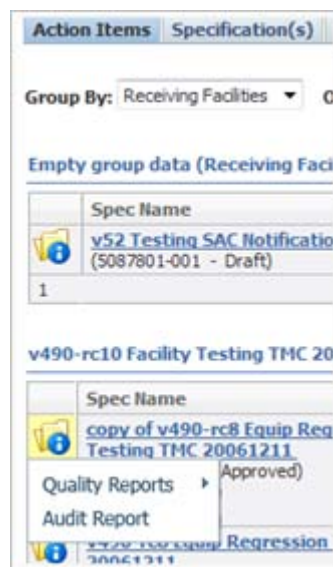 Action Items Specification(s)
Group By: Receiving Facilities
Empty group data (Receiving Faci
Spec Name
v52 Testing SAC Notificatio
(5087801-001 - Draft)
1
v490-rc10 Facility Testing TMC 20
Spec Name
copy of v490-rc8 Equip Reg
Testing TMC 20061211
Approved)
Quality Reports
Audit Report
Equip Regression
20061211